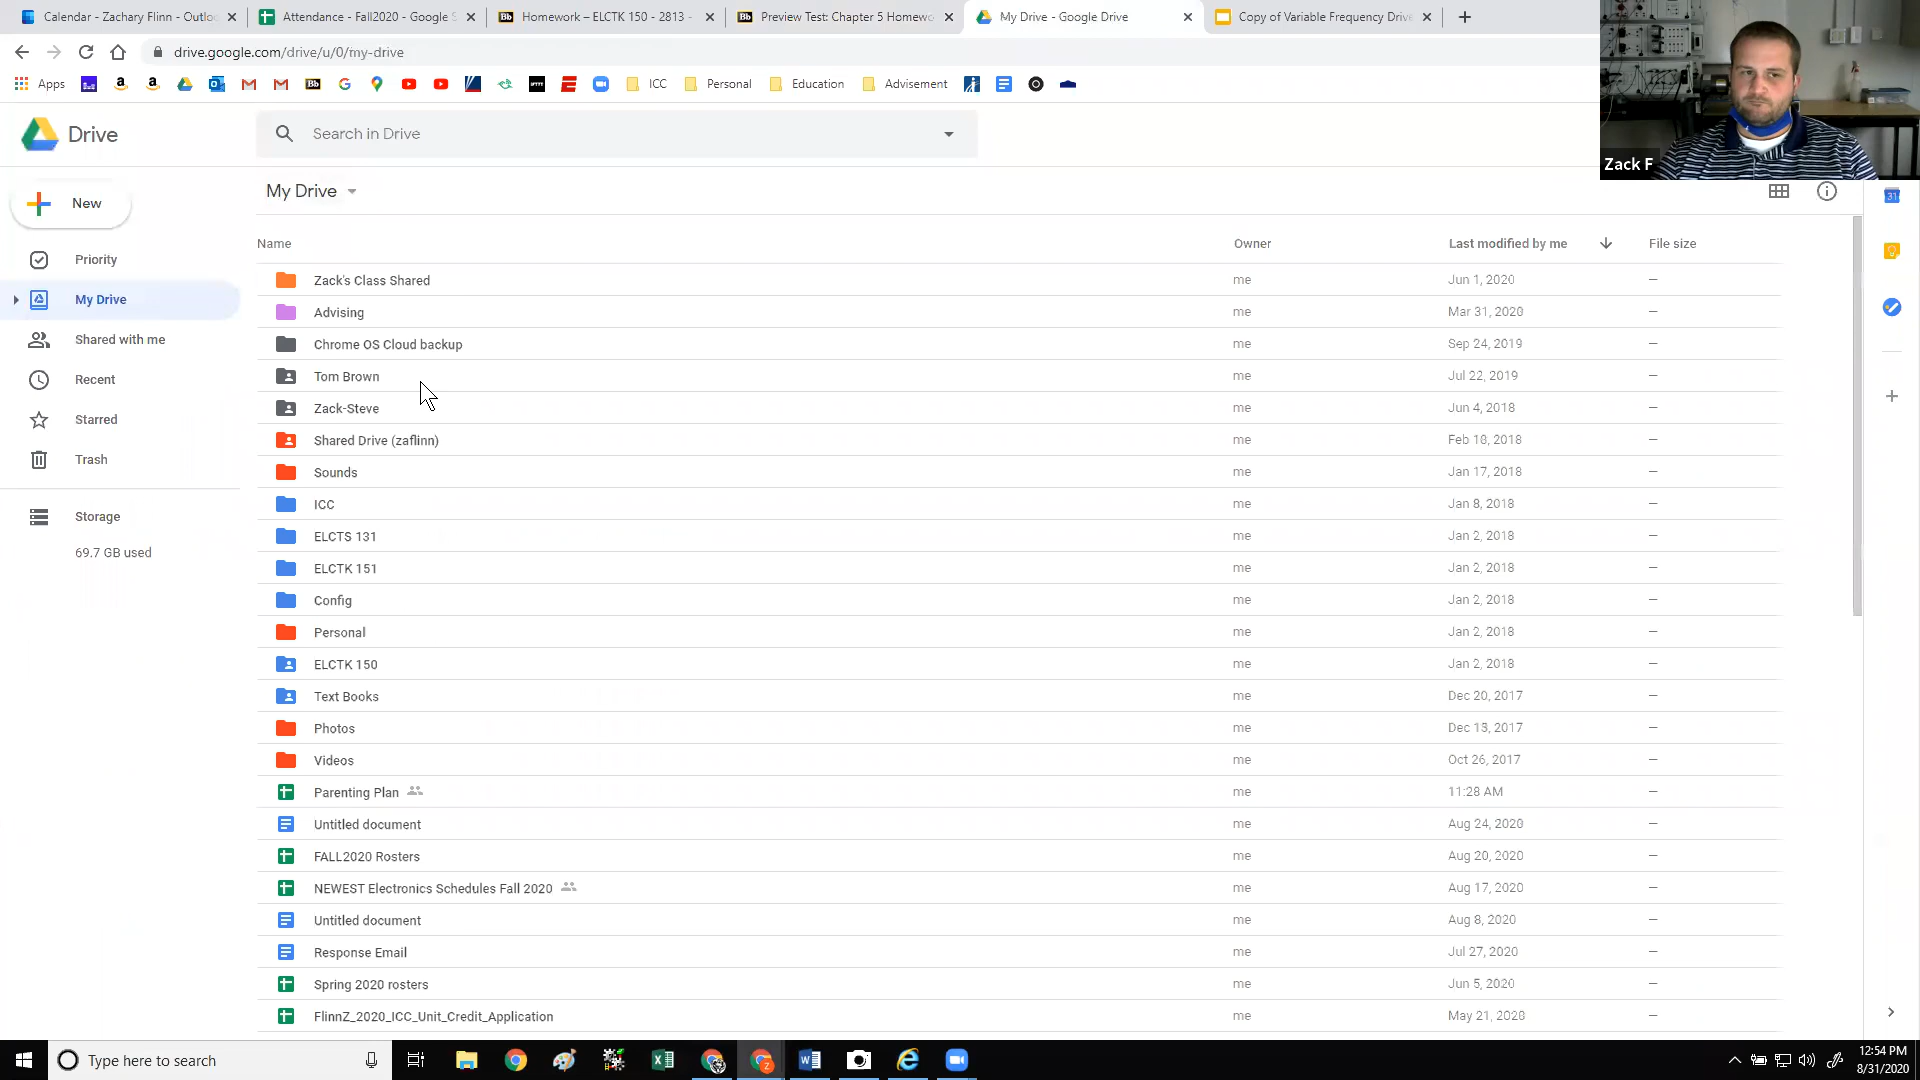 Calendar - Zachary Flinn - Outlo
Attendance - Fall2020 - Google S
Homework – ELCTK 150 - 2813 -
Preview Test: Chapter 5 Homewo
My Drive - Google Drive
Copy of Variable Frequency Drive
drive.google.com/drive/u/0/my-drive
Apps
ICC
Personal
Education
Advisement
Drive
Search in Drive
Zack F
New
My Drive
Priority
My Drive
Shared with me
Recent
Starred
Trash
Storage
69.7 GB used
Name Owner Last modified by me File size
Zack's Class Shared me Jun 1, 2020 –
Advising me Mar 31, 2020 –
Chrome OS Cloud backup me Sep 24, 2019 –
Tom Brown me Jul 22, 2019 –
Zack-Steve me Jun 4, 2018 –
Shared Drive (zaflinn) me Feb 18, 2018 –
Sounds me Jan 17, 2018 –
ICC me Jan 8, 2018 –
ELCTS 131 me Jan 2, 2018 –
ELCTK 151 me Jan 2, 2018 –
Config me Jan 2, 2018 –
Personal me Jan 2, 2018 –
ELCTK 150 me Jan 2, 2018 –
Text Books me Dec 20, 2017 –
Photos me Dec 13, 2017 –
Videos me Oct 26, 2017 –
Parenting Plan me 11:28 AM –
Untitled document me Aug 24, 2020 –
FALL2020 Rosters me Aug 20, 2020 –
NEWEST Electronics Schedules Fall 2020 me Aug 17, 2020 –
Untitled document me Aug 8, 2020 –
Response Email me Jul 27, 2020 –
Spring 2020 rosters me Jun 5, 2020 –
FlinnZ_2020_ICC_Unit_Credit_Application me May 21, 2020 –
Type here to search
12:54 PM
8/31/2020